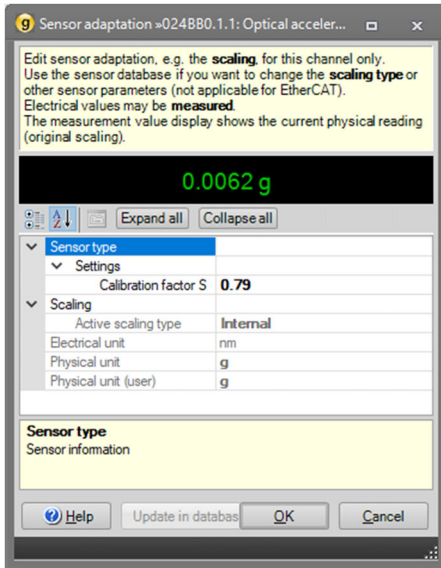 Sensor adaptation »024BB0.1.1: Optical acceler...
Edit sensor adaptation, e.g. the scaling, for this channel only.
Use the sensor database if you want to change the scaling type or
other sensor parameters (not applicable for EtherCAT).
Electrical values may be measured.
The measurement value display shows the current physical reading
(original scaling).
0.0062 g
Expand all Collapse all
Sensor type
Settings
Calibration factor S 0.79
Scaling
Active scaling type Internal
Electrical unit nm
Physical unit g
Physical unit (user) g
Sensor type
Sensor information
Help Update in databas OK Cancel